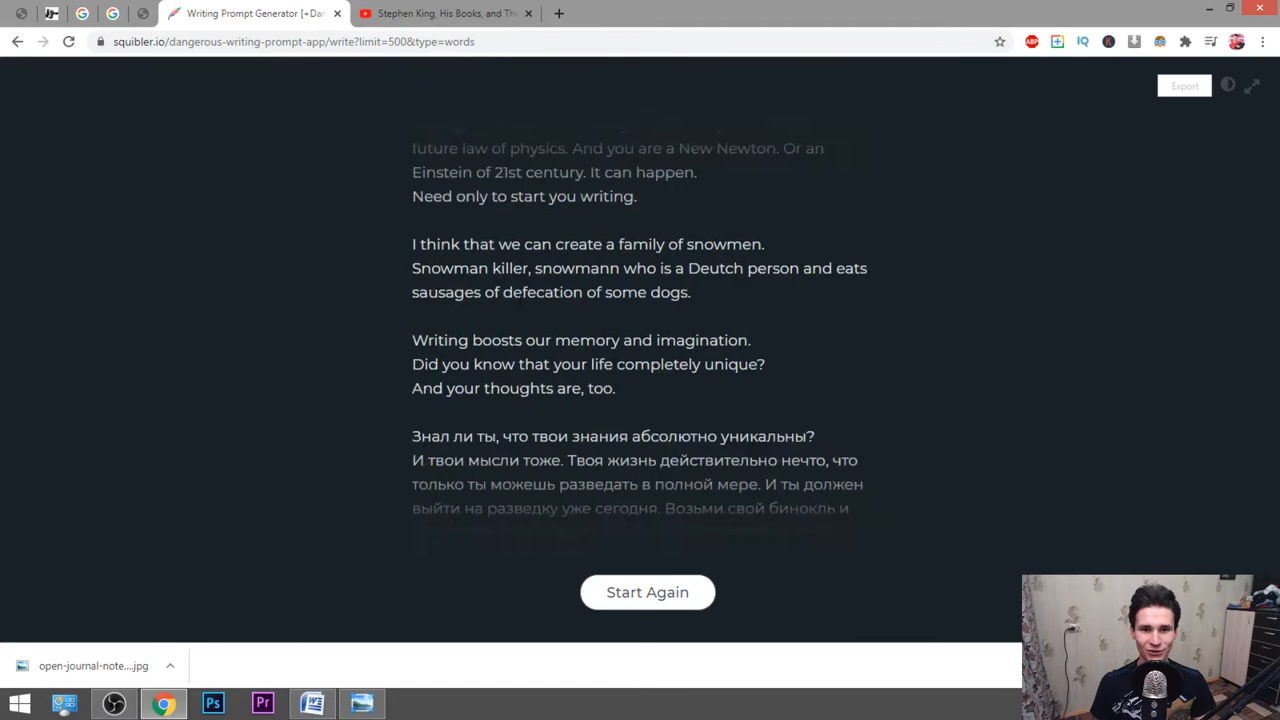 Writing Prompt Generator [+Dan
Stephen King, His Books, and Th
squibler.io/dangerous-writing-prompt-app/write?limit=500&type=words
Export
future law of physics. And you are a New Newton. Or an
Einstein of 21st century. It can happen.
Need only to start you writing.
I think that we can create a family of snowmen.
Snowman killer, snowmann who is a Deutch person and eats
sausages of defecation of some dogs.
Writing boosts our memory and imagination.
Did you know that your life completely unique?
And your thoughts are, too.
Знал ли ты, что твои знания абсолютно уникальны?
И твои мысли тоже. Твоя жизнь действительно нечто, что
только ты можешь разведать в полной мере. И ты должен
выйти на разведку уже сегодня. Возьми свой бинокль и
Start Again
open-journal-note....jpg